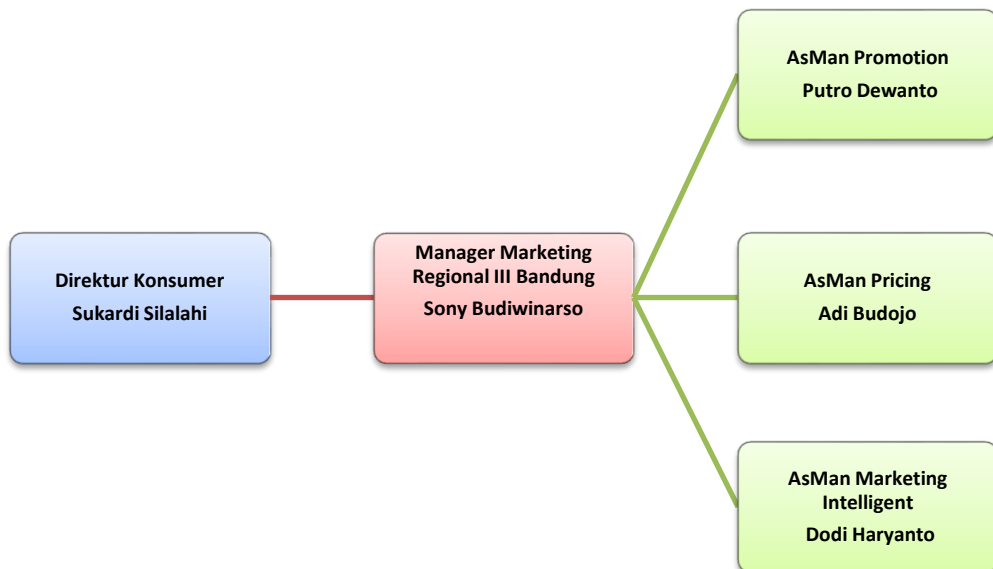 Direktur Konsumer
Sukardi Silalahi
Manager Marketing
Regional III Bandung
Sony Budiwinarso
AsMan Promotion
Putro Dewanto
AsMan Pricing
Adi Budojo
AsMan Marketing
Intelligent
Dodi Haryanto